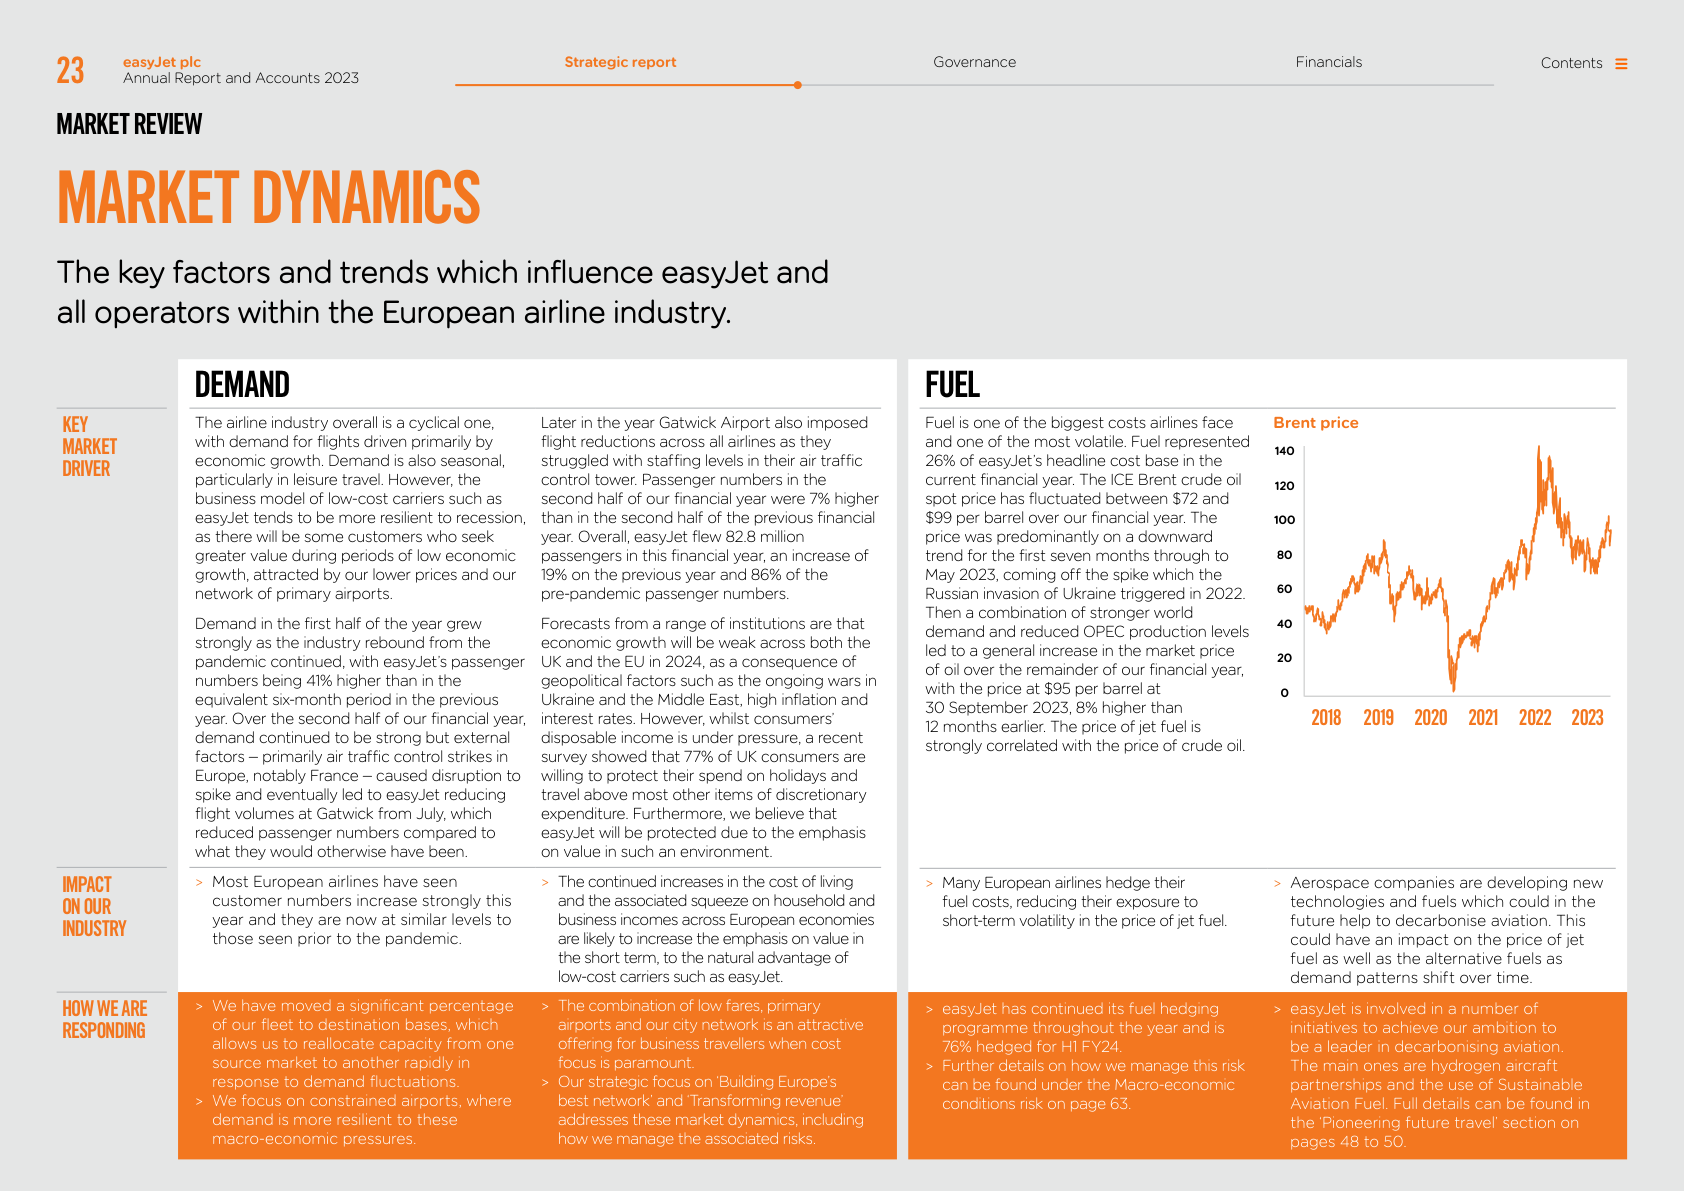 23
easyJet plc
Annual Report and Accounts 2023
Strategic report
Governance
Financials
Contents
MARKET REVIEW
MARKET DYNAMICS
The key factors and trends which influence easyJet and
all operators within the European airline industry.
DEMAND
KEY
MARKET
DRIVER
The airline industry overall is a cyclical one,
with demand for flights driven primarily by
economic growth. Demand is also seasonal,
particularly in leisure travel. However, the
business model of low-cost carriers such as
easyJet tends to be more resilient to recession,
as there will be some customers who seek
greater value during periods of low economic
growth, attracted by our lower prices and our
network of primary airports.
Demand in the first half of the year grew
strongly as the industry rebound from the
pandemic continued, with easyJet's passenger
numbers being 41% higher than in the
equivalent six-month period in the previous
year. Over the second half of our financial year,
demand continued to be strong but external
factors – primarily air traffic control strikes in
Europe, notably France – caused disruption to
spike and eventually led to easyJet reducing
flight volumes at Gatwick from July, which
reduced passenger numbers compared to
what they would otherwise have been.
Later in the year Gatwick Airport also imposed
flight reductions across all airlines as they
struggled with staffing levels in their air traffic
control tower. Passenger numbers in the
second half of our financial year were 7% higher
than in the second half of the previous financial
year. Overall, easyJet flew 82.8 million
passengers in this financial year, an increase of
19% on the previous year and 86% of the
pre-pandemic passenger numbers.
Forecasts from a range of institutions are that
economic growth will be weak across both the
UK and the EU in 2024, as a consequence of
geopolitical factors such as the ongoing wars in
Ukraine and the Middle East, high inflation and
interest rates. However, whilst consumers'
disposable income is under pressure, a recent
survey showed that 77% of UK consumers are
willing to protect their spend on holidays and
travel above most other items of discretionary
expenditure. Furthermore, we believe that
easyJet will be protected due to the emphasis
on value in such an environment.
FUEL
Fuel is one of the biggest costs airlines face
and one of the most volatile. Fuel represented
26% of easyJet's headline cost base in the
current financial year. The ICE Brent crude oil
spot price has fluctuated between $72 and
$99 per barrel over our financial year. The
price was predominantly on a downward
trend for the first seven months through to
May 2023, coming off the spike which the
Russian invasion of Ukraine triggered in 2022.
Then a combination of stronger world
demand and reduced OPEC production levels
led to a general increase in the market price
of oil over the remainder of our financial year,
with the price at $95 per barrel at
30 September 2023, 8% higher than
12 months earlier. The price of jet fuel is
strongly correlated with the price of crude oil.
Brent price
140
120
100
80
60
40
20
0
2018 2019 2020 2021 2022 2023
IMPACT
ON OUR
INDUSTRY
> Most European airlines have seen
customer numbers increase strongly this
year and they are now at similar levels to
those seen prior to the pandemic.
> The continued increases in the cost of living
and the associated squeeze on household and
business incomes across European economies
are likely to increase the emphasis on value in
the short term, to the natural advantage of
low-cost carriers such as easyJet.
> Many European airlines hedge their
fuel costs, reducing their exposure to
short-term volatility in the price of jet fuel.
> Aerospace companies are developing new
technologies and fuels which could in the
future help to decarbonise aviation. This
could have an impact on the price of jet
fuel as well as the alternative fuels as
demand patterns shift over time.
HOW WE ARE
RESPONDING
> We have moved a significant percentage
of our fleet to destination bases, which
allows us to reallocate capacity from one
source market to another rapidly in
response to demand fluctuations.
> We focus on constrained airports, where
demand is more resilient to these
macro-economic pressures.
> The combination of low fares, primary
airports and our city network is an attractive
offering for business travellers when cost
focus is paramount.
> Our strategic focus on 'Building Europe's
best network' and 'Transforming revenue'
addresses these market dynamics, including
how we manage the associated risks.
> easyJet has continued its fuel hedging
programme throughout the year and is
76% hedged for H1 FY24.
> Further details on how we manage this risk
can be found under the Macro-economic
conditions risk on page 63.
> easyJet is involved in a number of
initiatives to achieve our ambition to
be a leader in decarbonising aviation.
The main ones are hydrogen aircraft
partnerships and the use of Sustainable
Aviation Fuel. Full details can be found in
the 'Pioneering future travel' section on
pages 48 to 50.